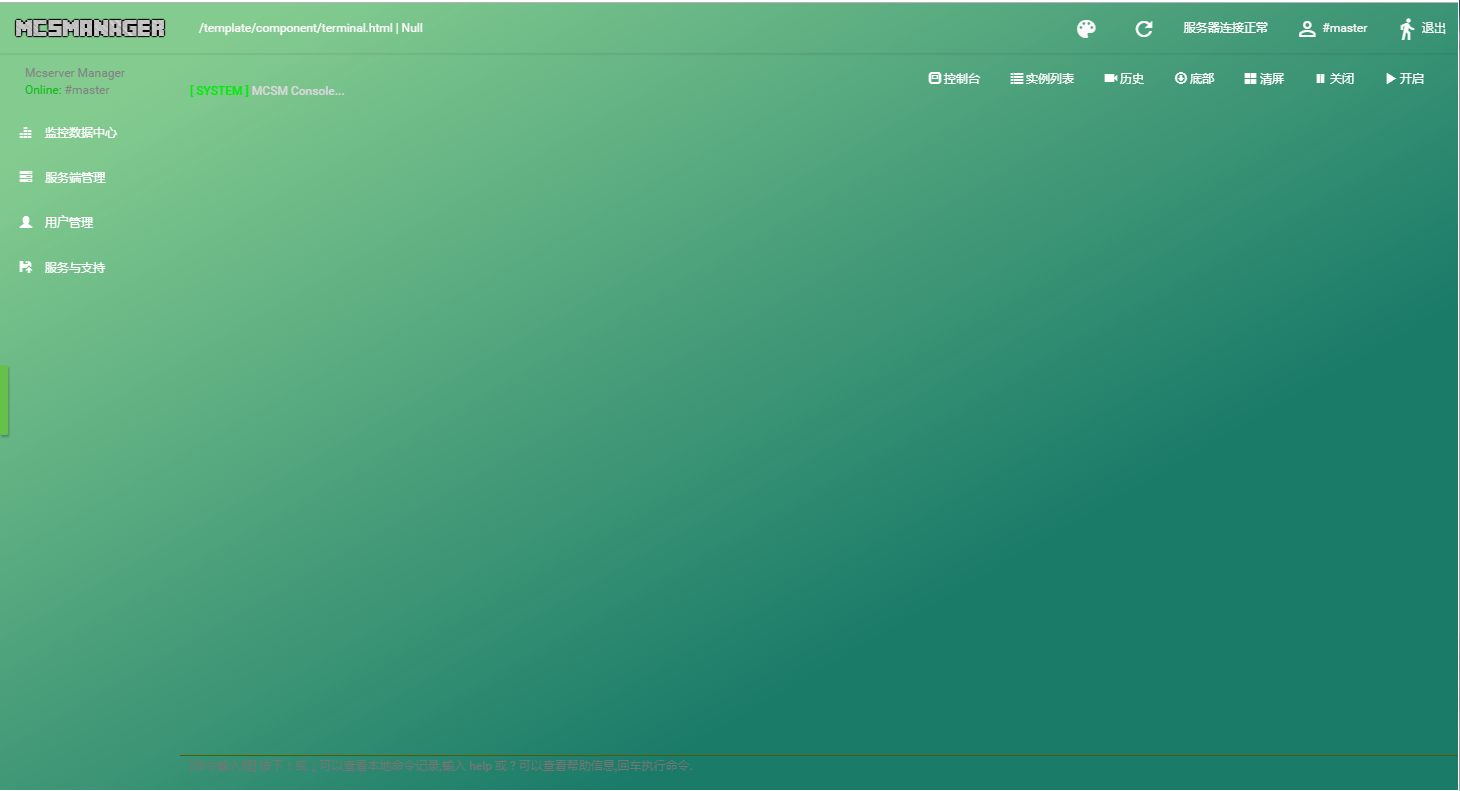 MCSMANAGER
/template/component/terminal.html | Null
服务器连接正常
#master
退出
Mcserver Manager
Online: #master
控制台
实例列表
历史
底部
清屏
关闭
开启
[ SYSTEM ] MCSM Console...
监控数据中心
服务端管理
用户管理
服务与支持
可以查看本地命令记录,输入 help 或 ? 可以查看帮助信息,回车执行命令.